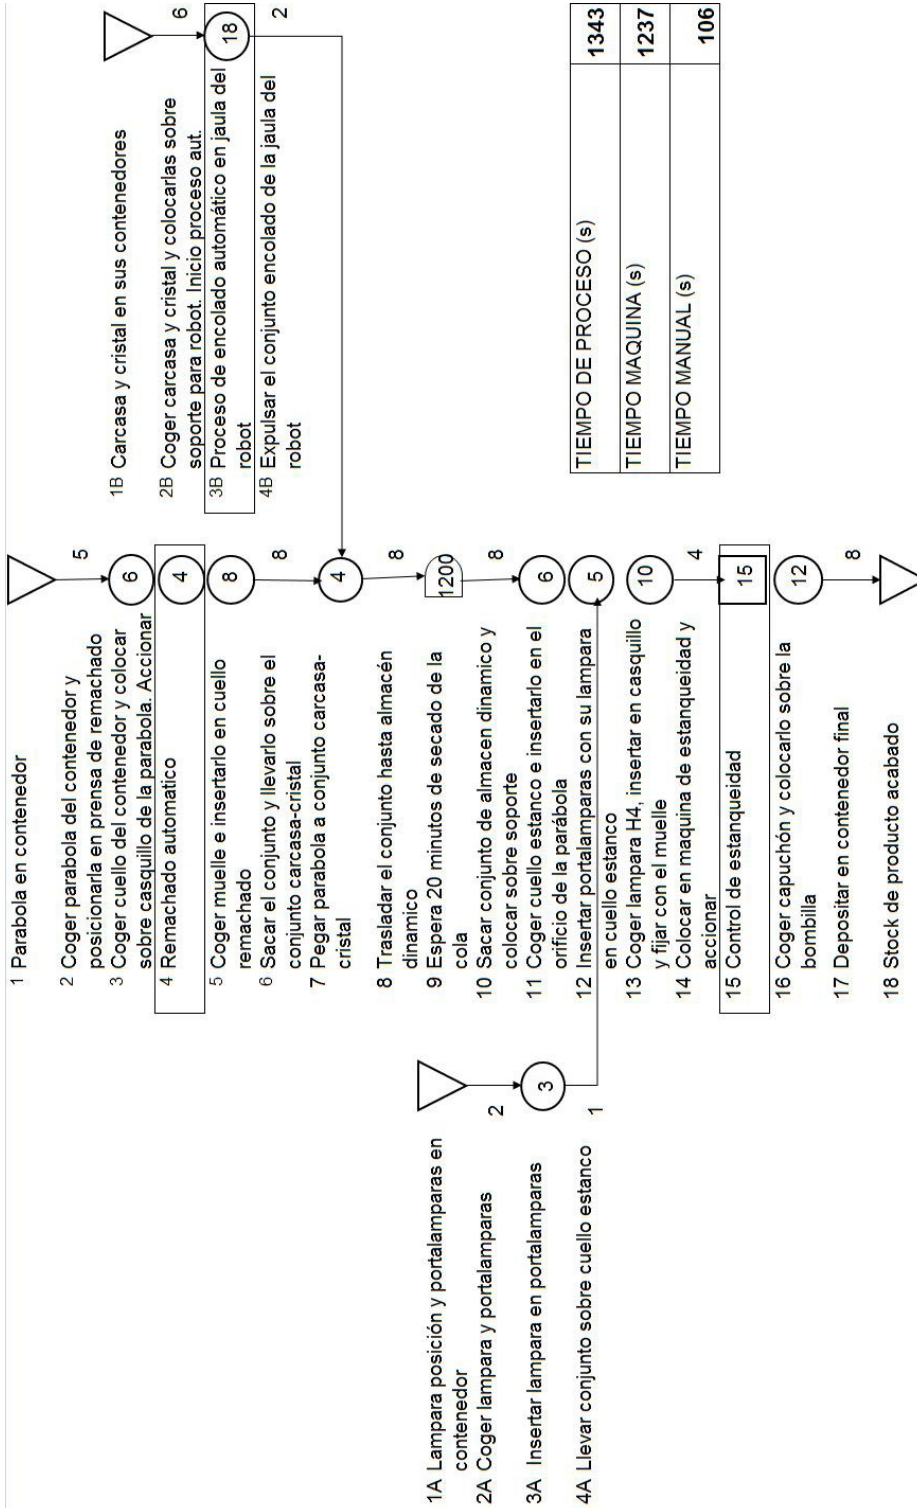 1 Parabola en contenedor
2 Coger parabola del contenedor y
posicionarla en prensa de remachado
3 Coger cuello del contenedor y colocar
sobre casquillo de la parabola. Accionar
4 Remachado automatico
5 Coger muelle e insertarlo en cuello
remachado
6 Sacar el conjunto y llevarlo sobre el
conjunto carcasa-cristal
7 Pegar parabola a conjunto carcasa-
cristal
8 Trasladar el conjunto hasta almacén
dinamico
9 Espera 20 minutos de secado de la
cola
10 Sacar conjunto de almacen dinamico y
colocar sobre soporte
11 Coger cuello estanco e insertarlo en el
orificio de la parábola
12 Insertar portalamparas con su lampara
en cuello estanco
13 Coger lampara H4, insertar en casquillo
y fijar con el muelle
14 Colocar en maquina de estanqueidad y
accionar
15 Control de estanqueidad
16 Coger capuchón y colocarlo sobre la
bombilla
17 Depositar en contenedor final
18 Stock de producto acabado
5
6
4
8
8
4
8
1200
8
6
5
10
4
15
12
8
1A Lampara posición y portalamparas en
contenedor
2A Coger lampara y portalamparas
3A Insertar lampara en portalamparas
4A Llevar conjunto sobre cuello estanco
2
3
1
1B Carcasa y cristal en sus contenedores
2B Coger carcasa y cristal y colocarlas sobre
soporte para robot. Inicio proceso aut.
3B Proceso de encolado automático en jaula del
robot
4B Expulsar el conjunto encolado de la jaula del
robot
6
18
2
TIEMPO DE PROCESO (s) 1343
TIEMPO MAQUINA (s) 1237
TIEMPO MANUAL (s) 106